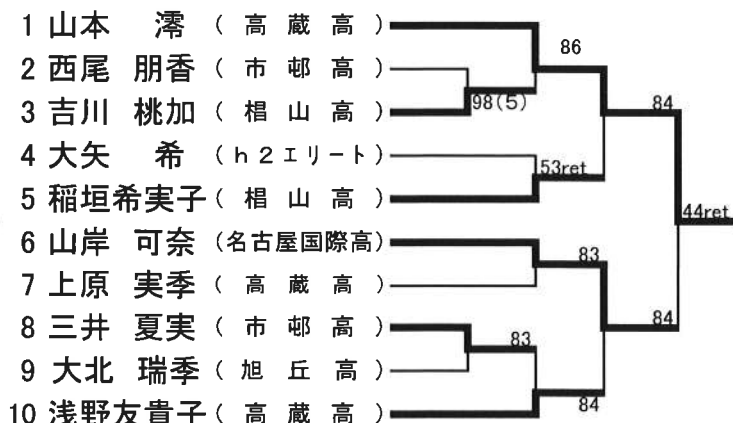 1 山本 澪 (高蔵高)
2 西尾 朋香 (市邨高)
3 吉川 桃加 (椙山高)
4 大矢 希 (h2エリート)
5 稲垣希実子 (椙山高)
6 山岸 可奈 (名古屋国際高)
7 上原 実季 (高蔵高)
8 三井 夏実 (市邨高)
9 大北 瑞季 (旭丘高)
10 浅野友貴子 (高蔵高)
86
98(5)
84
53ret
44ret
83
84
83
84